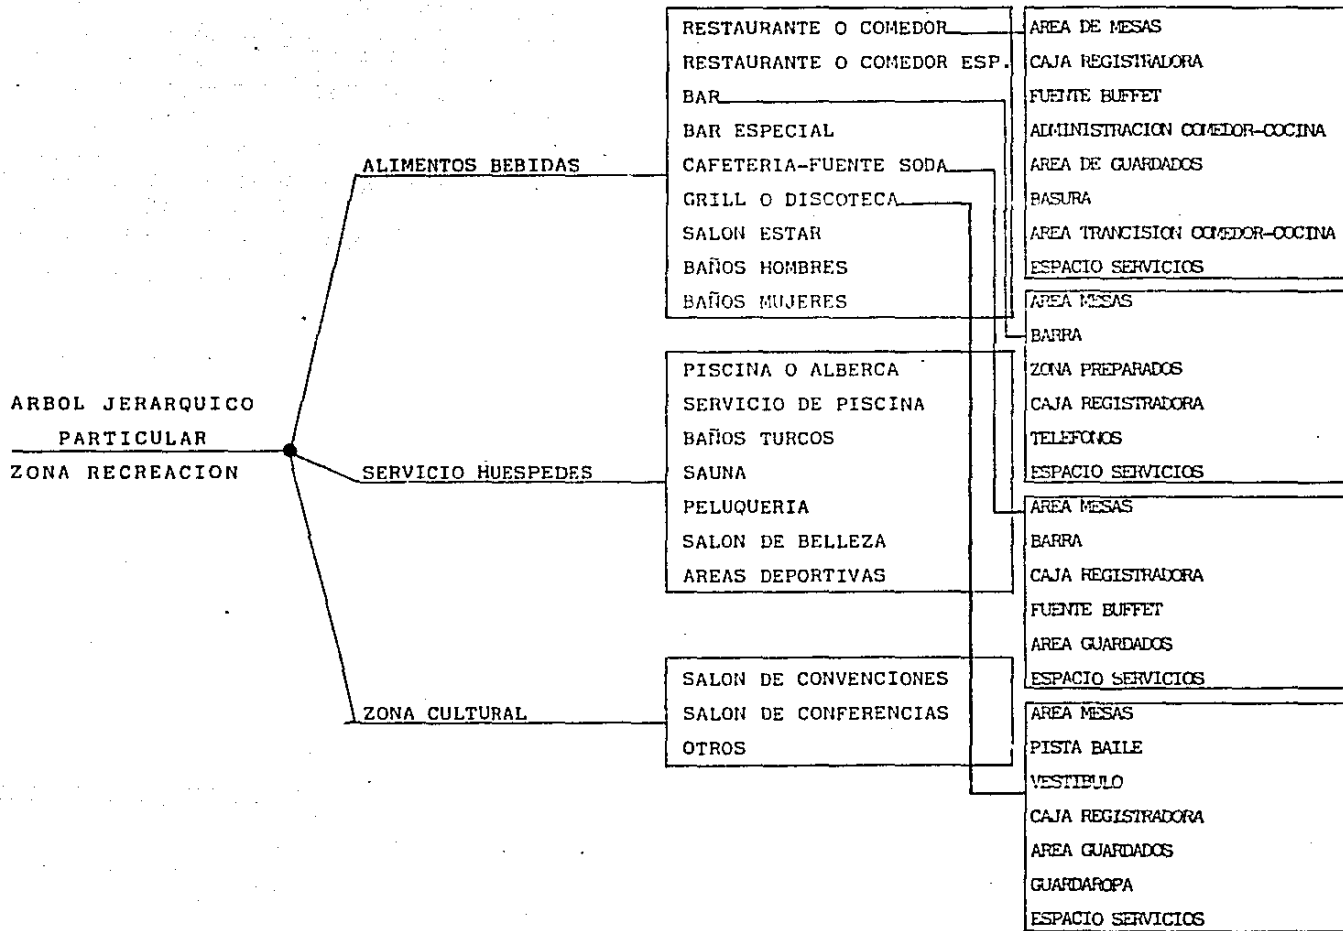 ARBOL JERARQUICO
PARTICULAR
ZONA RECREACION
ALIMENTOS BEBIDAS
SERVICIO HUESPEDES
ZONA CULTURAL
RESTAURANTE O COMEDOR
RESTAURANTE O COMEDOR ESP.
BAR
BAR ESPECIAL
CAFETERIA-FUENTE SODA
GRILL O DISCOTECA
SALON ESTAR
BAÑOS HOMBRES
BAÑOS MUJERES
PISCINA O ALBERCA
SERVICIO DE PISCINA
BAÑOS TURCOS
SAUNA
PELUQUERIA
SALON DE BELLEZA
AREAS DEPORTIVAS
SALON DE CONVENCIONES
SALON DE CONFERENCIAS
OTROS
AREA DE MESAS
CAJA REGISTRADORA
FUENTE BUFFET
ADMINISTRACION COMEDOR-COCINA
AREA DE GUARDADOS
BASURA
AREA TRANCISION COMEDOR-COCINA
ESPACIO SERVICIOS
AREA MESAS
BARRA
ZONA PREPARADOS
CAJA REGISTRADORA
TELEFONOS
ESPACIO SERVICIOS
AREA MESAS
BARRA
CAJA REGISTRADORA
FUENTE BUFFET
AREA GUARDADOS
ESPACIO SERVICIOS
AREA MESAS
PISTA BAILE
VESTIBULO
CAJA REGISTRADORA
AREA GUARDADOS
GUARDAROPA
ESPACIO SERVICIOS